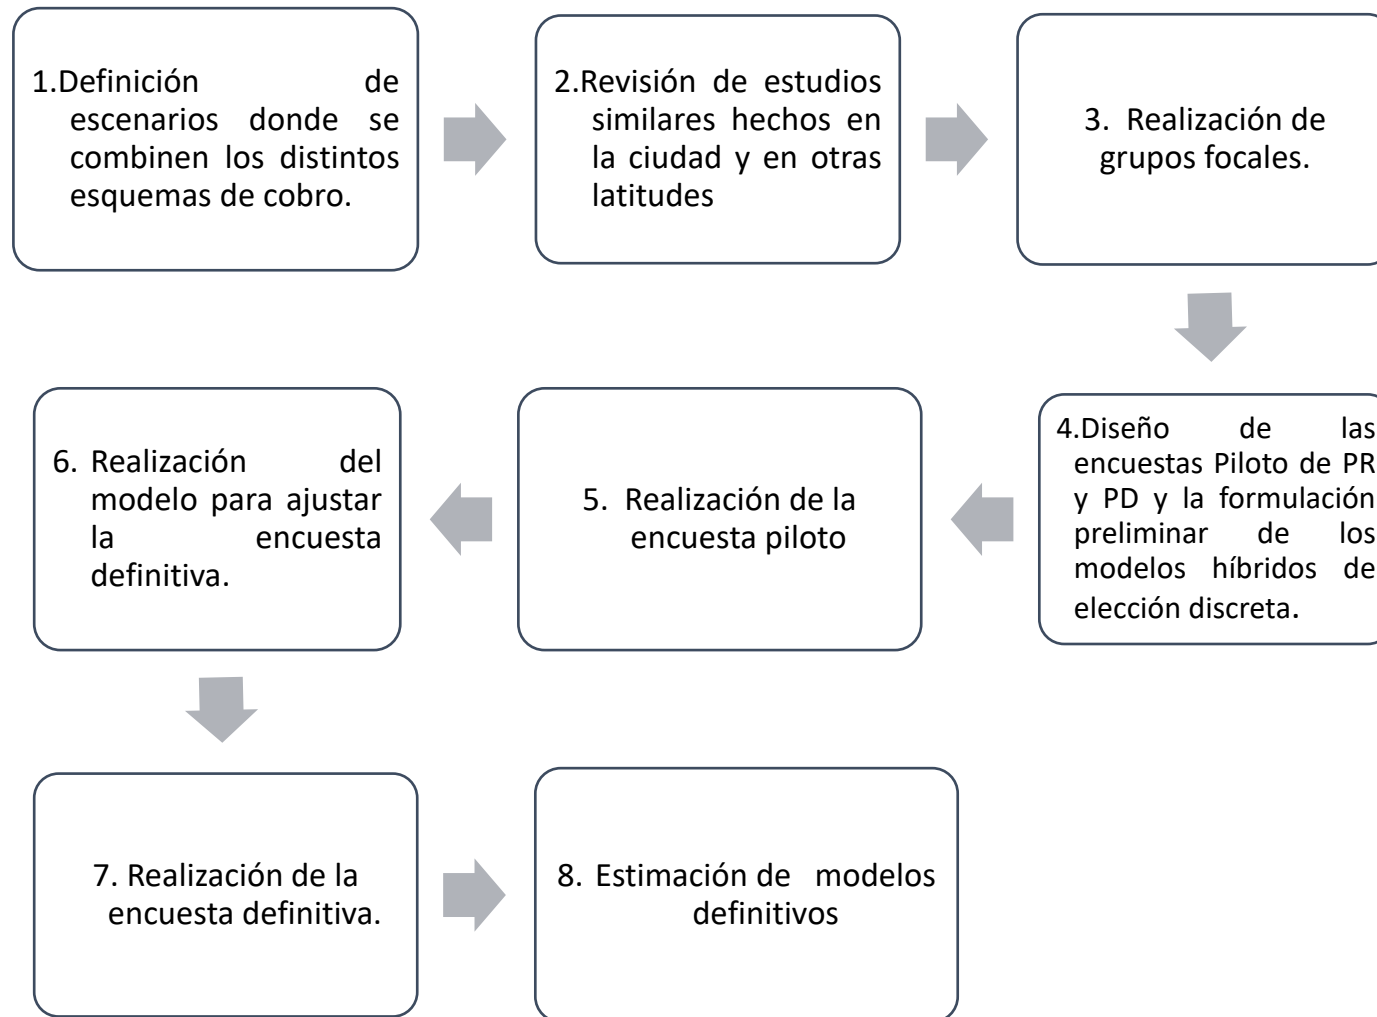 1.Definición de
escenarios donde se
combinen los distintos
esquemas de cobro.
2.Revisión de estudios
similares hechos en
la ciudad y en otras
latitudes
3. Realización de
grupos focales.
4.Diseño de las
encuestas Piloto de PR
y PD y la formulación
preliminar de los
modelos híbridos de
elección discreta.
5. Realización de la
encuesta piloto
6. Realización del
modelo para ajustar
la encuesta
definitiva.
7. Realización de la
encuesta definitiva.
8. Estimación de modelos
definitivos